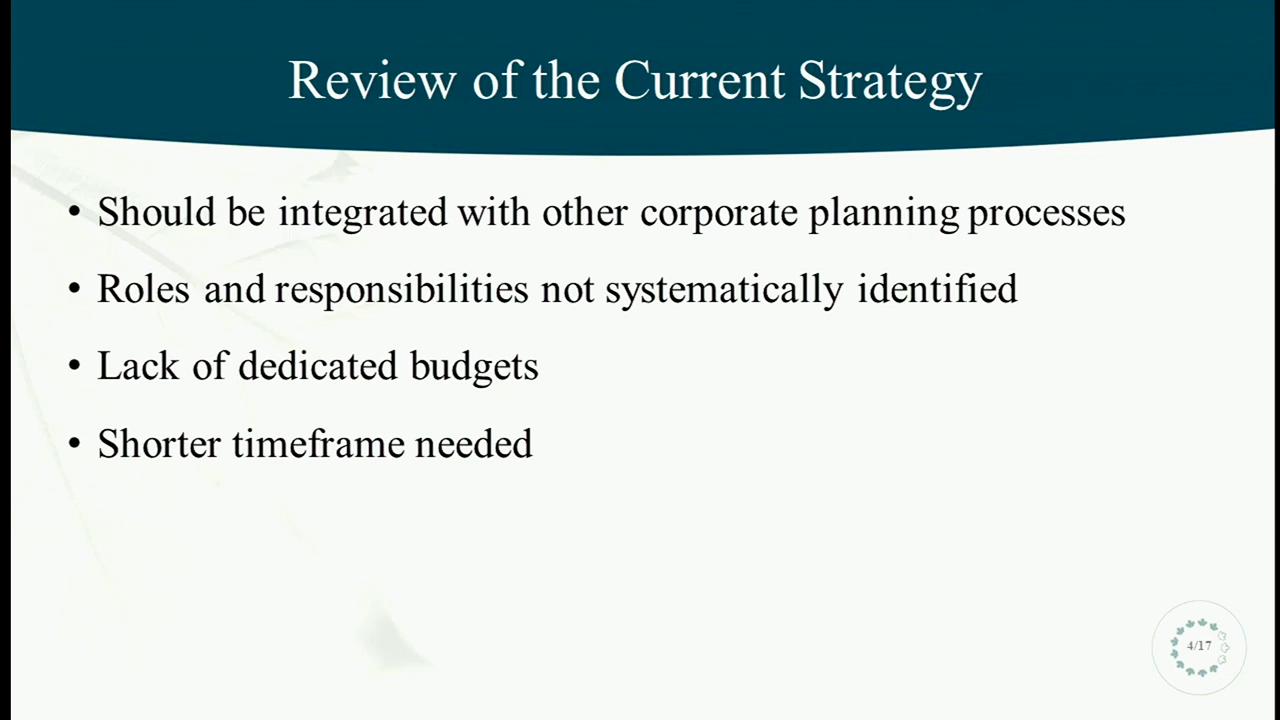 Review of the Current Strategy
• Should be integrated with other corporate planning processes
• Roles and responsibilities not systematically identified
• Lack of dedicated budgets
• Shorter timeframe needed
4/17